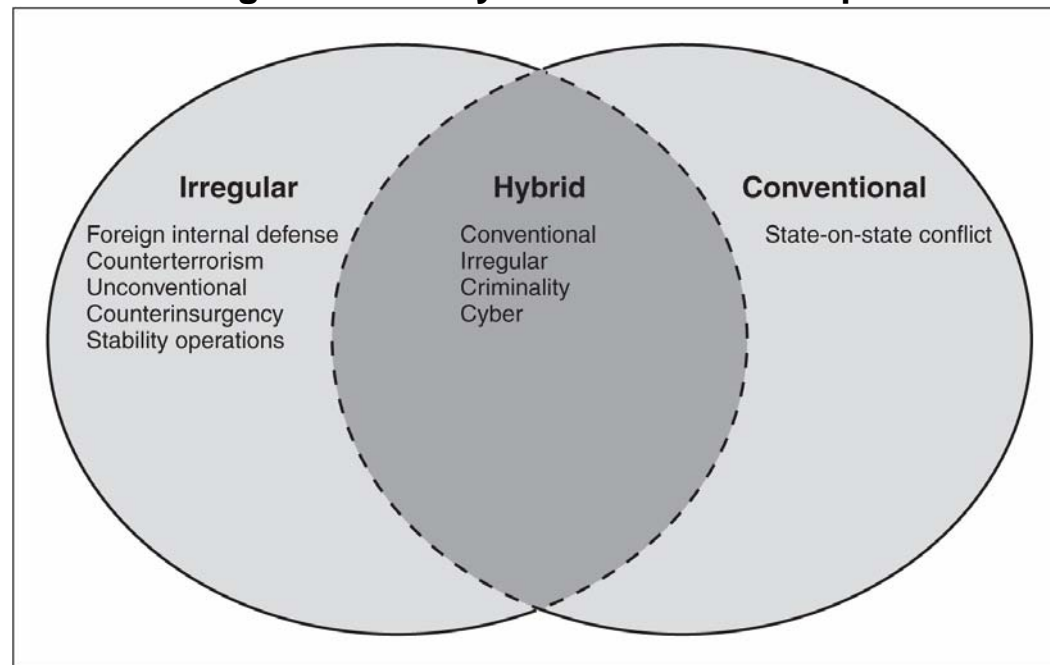 Irregular
Foreign internal defense
Counterterrorism
Unconventional
Counterinsurgency
Stability operations
Hybrid
Conventional
Irregular
Criminality
Cyber
Conventional
State-on-state conflict